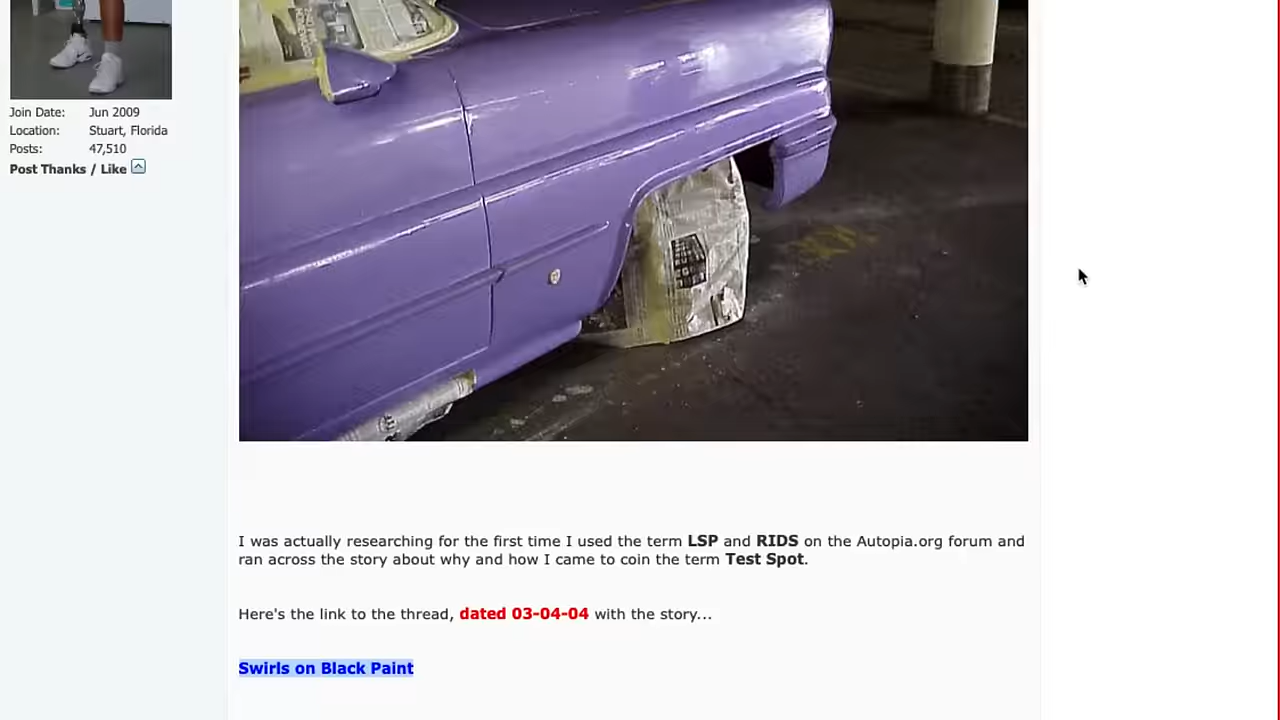 Join Date: Jun 2009
Location: Stuart, Florida
Posts: 47,510
Post Thanks / Like
I was actually researching for the first time I used the term LSP and RIDS on the Autopia.org forum and
ran across the story about why and how I came to coin the term Test Spot.
Here's the link to the thread, dated 03-04-04 with the story...
Swirls on Black Paint